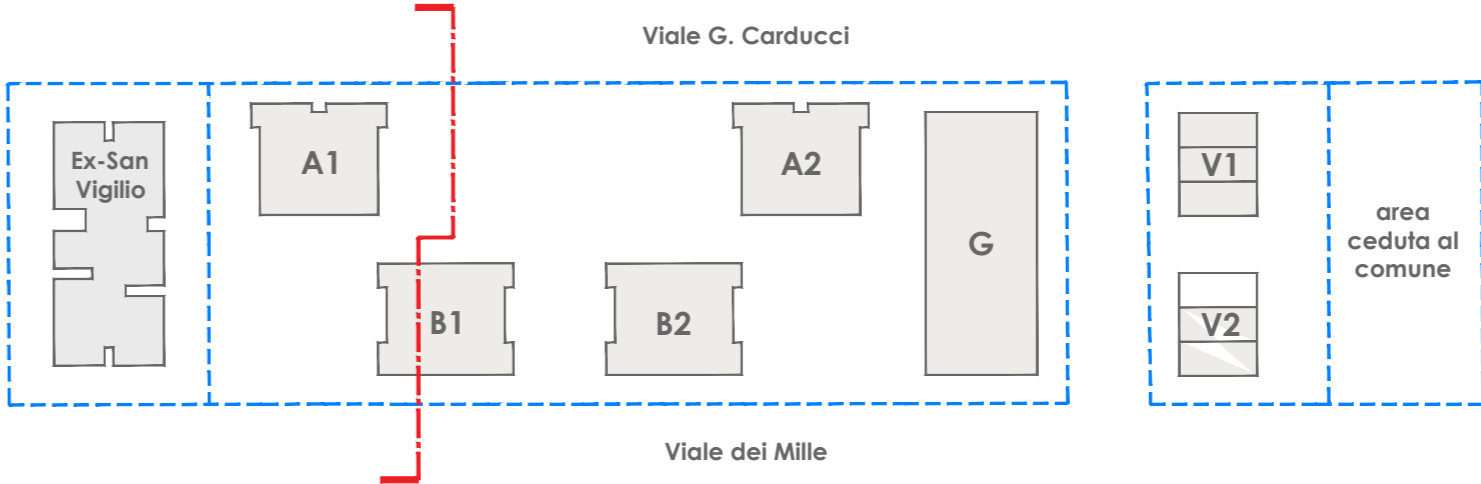 Viale G. Carducci
Ex-San
Vigilio
A1
A2
V1
area
ceduta al
comune
G
B1
B2
V2
Viale dei Mille